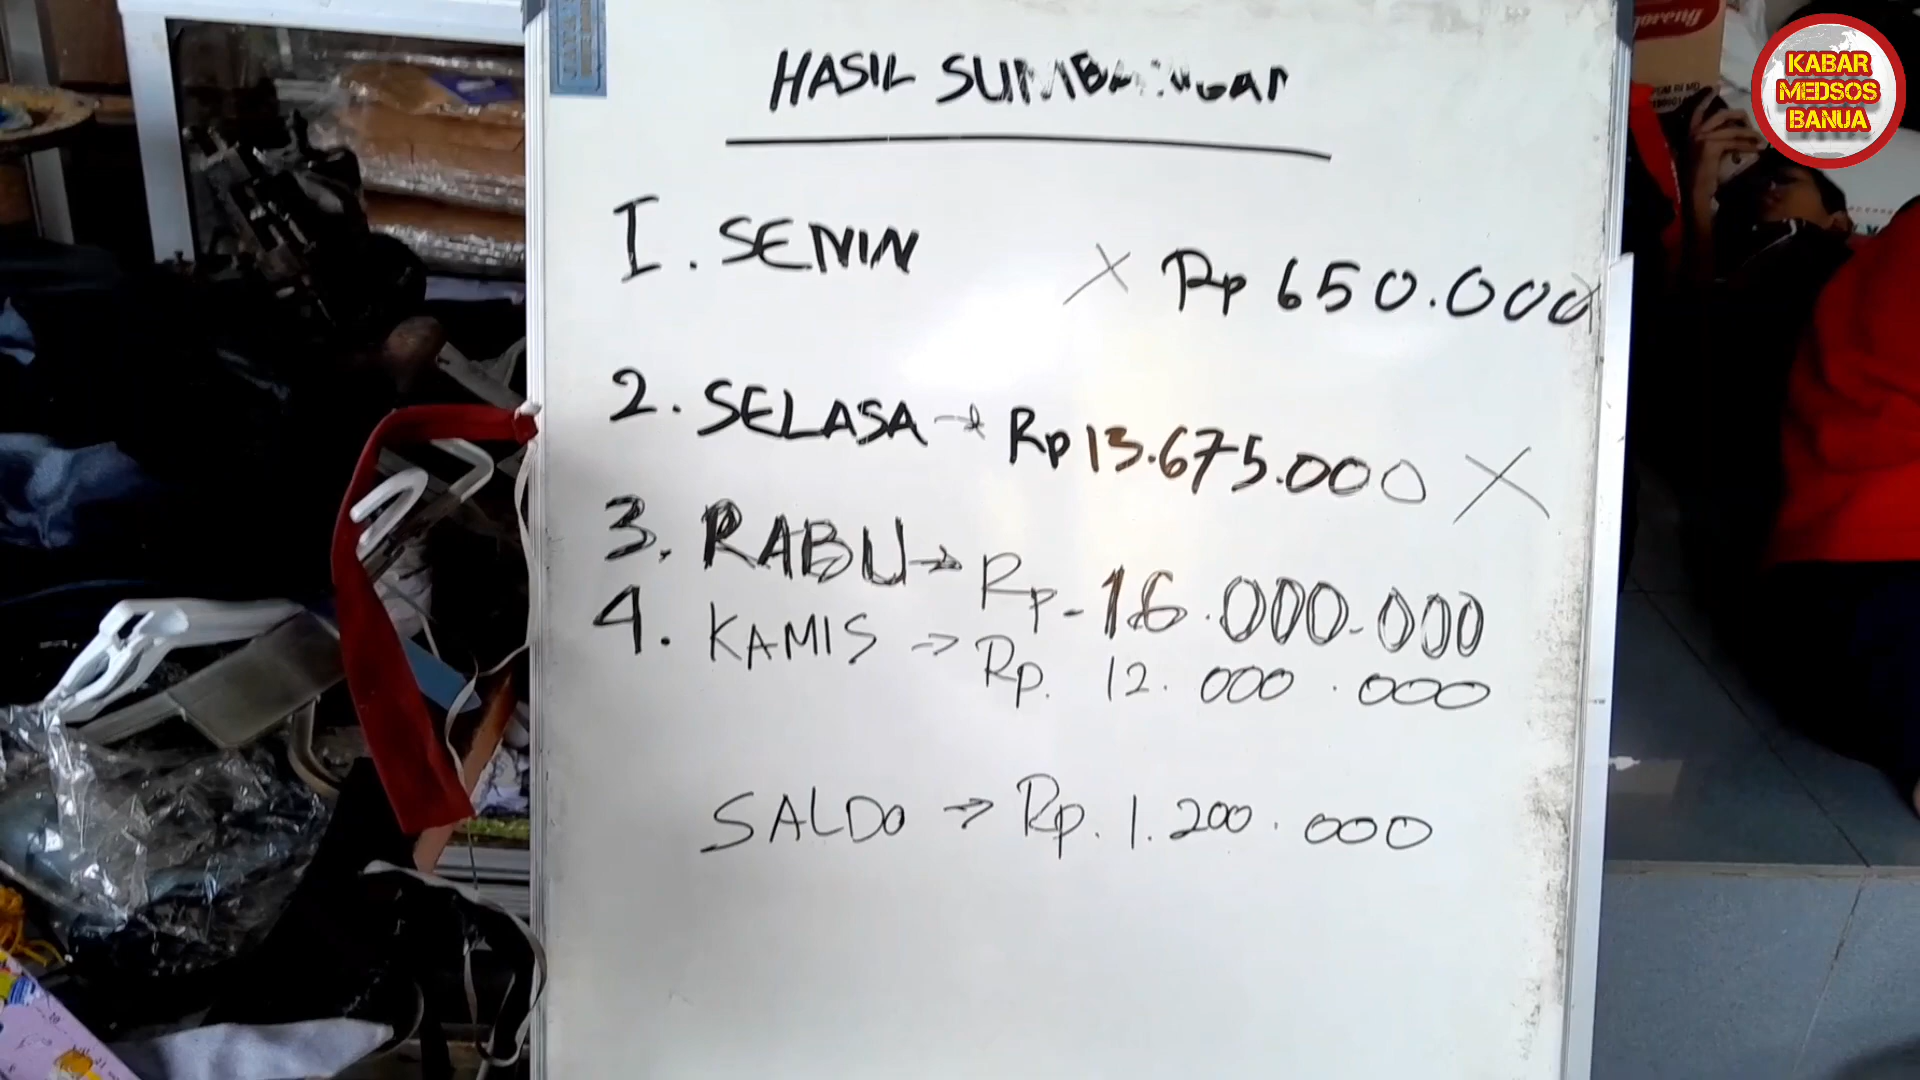 HASIL
I. SENIN X Rp 650.000
2. SELASA → Rp 13.675.000 X
3. RABU → Rp - 16.000.000
4. KAMIS → Rp. 12.000.000
SALDO → Rp. 1.200.000
KABAR
MEDSOS
BANUA
goreng